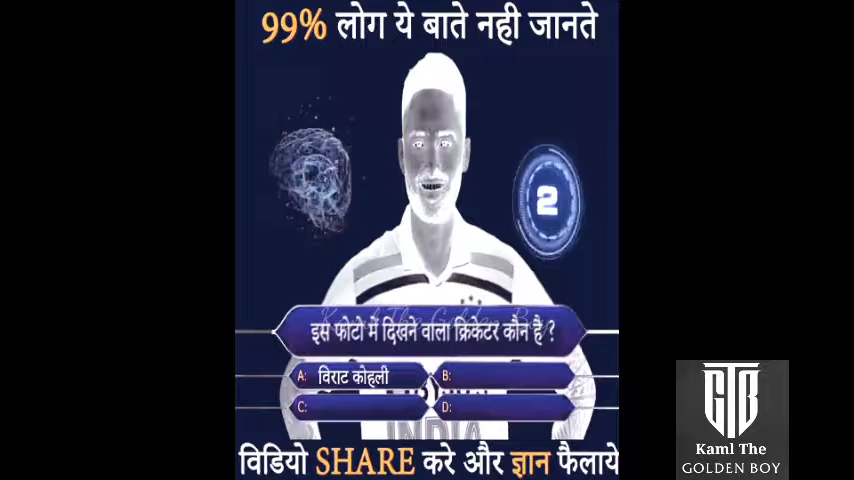 99% लोग ये बाते नही जानते
2
इस फोटो में दिखने वाला क्रिकेटर कौन है ?
A: विराट कोहली
B:
C:
D:
INDIA
विडियो SHARE करे और ज्ञान फैलाये
GTB
Kaml The
GOLDEN BOY